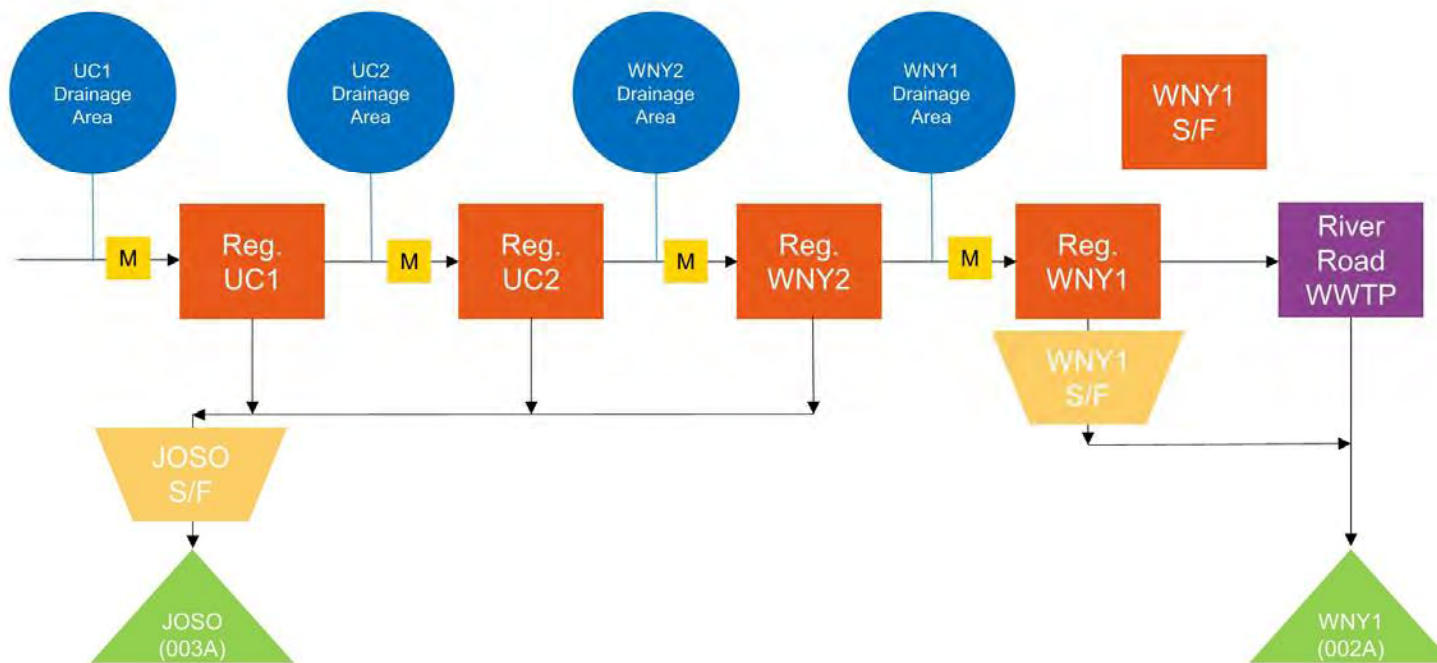 UC1
Drainage
Area
UC2
Drainage
Area
WNY2
Drainage
Area
WNY1
Drainage
Area
WNY1
S/F
M
Reg.
UC1
M
Reg.
UC2
M
Reg.
WNY2
M
Reg.
WNY1
River
Road
WWTP
WNY1
S/F
JOSO
S/F
JOSO
(003A)
WNY1
(002A)